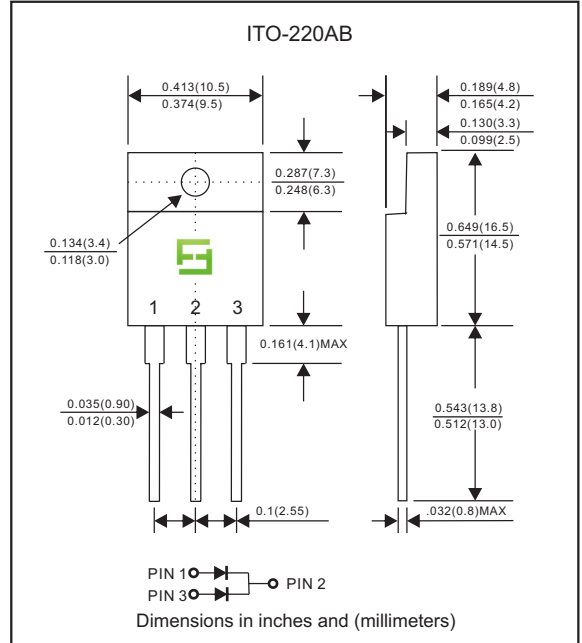 ITO-220AB
0.413(10.5)
0.374(9.5)
0.189(4.8)
0.165(4.2)
0.130(3.3)
0.099(2.5)
0.287(7.3)
0.248(6.3)
0.134(3.4)
0.118(3.0)
0.649(16.5)
0.571(14.5)
1 2 3
0.161(4.1)MAX
0.035(0.90)
0.012(0.30)
0.543(13.8)
0.512(13.0)
0.1(2.55)
.032(0.8)MAX
PIN 1
PIN 2
PIN 3
Dimensions in inches and (millimeters)